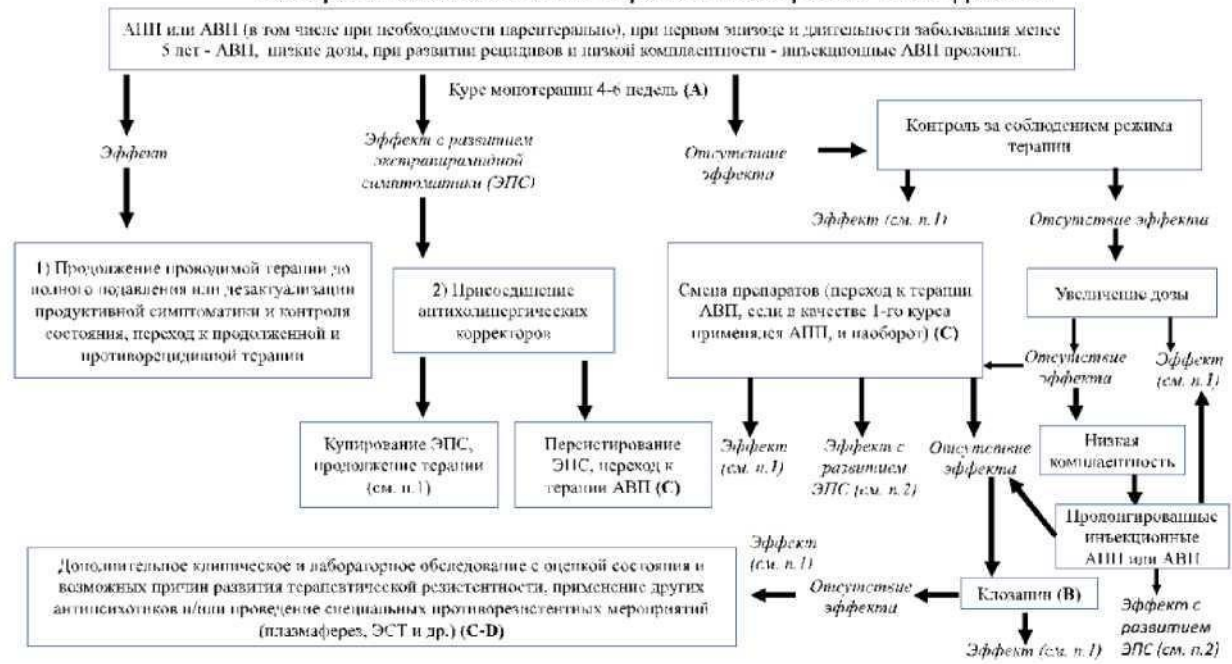 АПП или АВП (в том числе при необходимости парентерально), при первом эпизоде и длительности заболевания менее
5 лет - АВП, низкие дозы, при развитии рецидивов и низкой комплаентности - инъекционные АВП пролонги.
Курс монотерапии 4-6 недель (А)
Эффект
Эффект с развитием
экстрапирамидной
симптоматики (ЭПС)
Отсутствие
эффекта
Контроль за соблюдением режима
терапии
Эффект (см. п.1)
Отсутствие эффекта
1) Продолжение проводимой терапии до
полного подавления или дезактуализации
продуктивной симптоматики и контроля
состояния, переход к продолженной и
противорецидивной терапии
2) Присоединение
антихолинергических
корректоров
Смена препаратов (переход к терапии
АВП, если в качестве 1-го курса
применялся АПП, и наоборот) (С)
Увеличение дозы
Отсутствие
эффекта
Эффект
(см. п.1)
Купирование ЭПС,
продолжение терапии
(см. п.1)
Персистирование
ЭПС, переход к
терапии АВП (С)
Эффект
(см. п.1)
Эффект с
развитием
ЭПС (см. п.2)
Отсутствие
эффекта
Низкая
комплаентность
Пролонгированные
инъекционные
АПП или АВП
Эффект
(см. п.1)
Дополнительное клиническое и лабораторное обследование с оценкой состояния и
возможных причин развития терапевтической резистентности, применение других
антипсихотиков и/или проведение специальных противорезистентных мероприятий
(плазмаферез, ЭСТ и др.) (C-D)
Отсутствие
эффекта
Клозапин (В)
Эффект (см. п.1)
Эффект с
развитием
ЭПС (см. п.2)